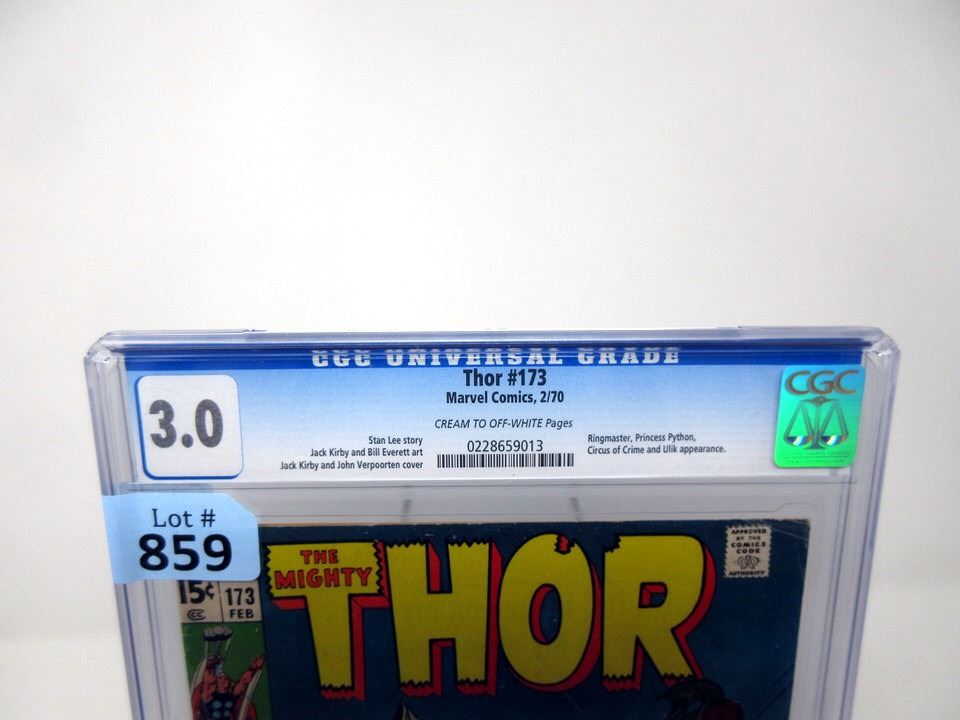 CGC UNIVERSAL GRADE
Thor #173
Marvel Comics, 2/70
3.0
CREAM TO OFF-WHITE Pages
Stan Lee story
Jack Kirby and Bill Everett art
Jack Kirby and John Verpoorten cover
0228659013
Ringmaster, Princess Python,
Circus of Crime and Ulik appearance.
CGC
Lot #
859
15¢
CC
173
FEB
THE
MIGHTY
THOR
APPROVED
BY THE
COMICS
CODE
AUTHORITY